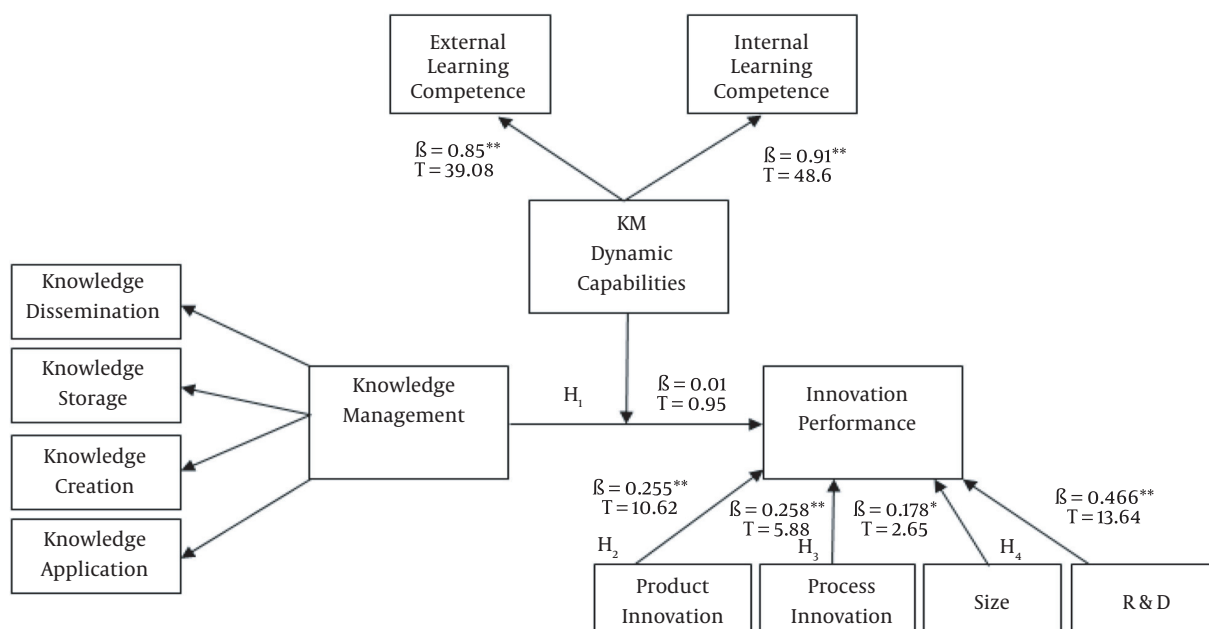 External
Learning
Competence
Internal
Learning
Competence
ß = 0.85**
T = 39.08
ß = 0.91**
T = 48.6
KM
Dynamic
Capabilities
Knowledge
Dissemination
Knowledge
Storage
Knowledge
Creation
Knowledge
Application
Knowledge
Management
H₁
ß = 0.01
T = 0.95
Innovation
Performance
ß = 0.255**
T = 10.62
H₂
ß = 0.258**
T = 5.88
H₃
ß = 0.178*
T = 2.65
H₄
ß = 0.466**
T = 13.64
Product
Innovation
Process
Innovation
Size
R & D